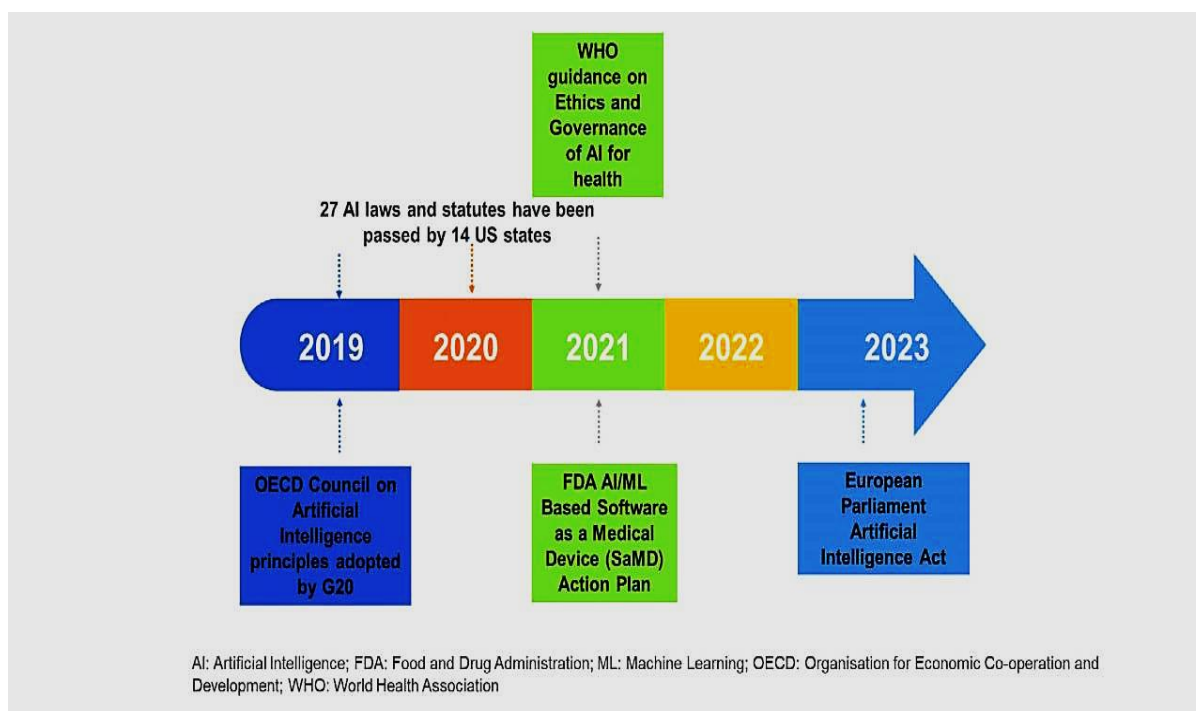 WHO
guidance on
Ethics and
Governance
of AI for
health
27 AI laws and statutes have been
passed by 14 US states
2019
2020
2021
2022
2023
OECD Council on
Artificial
Intelligence
principles adopted
by G20
FDA AI/ML
Based Software
as a Medical
Device (SaMD)
Action Plan
European
Parliament
Artificial
Intelligence Act
AI: Artificial Intelligence; FDA: Food and Drug Administration; ML: Machine Learning; OECD: Organisation for Economic Co-operation and
Development; WHO: World Health Association